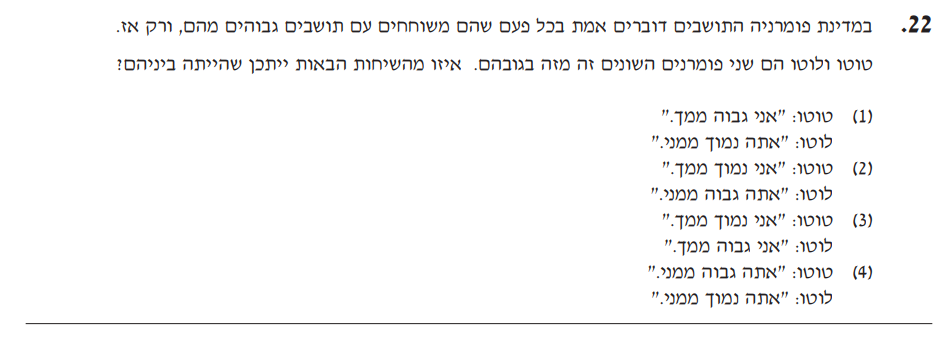 22. במדינת פומרניה התושבים דוברים אמת בכל פעם שהם משוחחים עם תושבים גבוהים מהם, ורק אז.
טוטו ולוטו הם שני פומרנים השונים זה מזה בגובהם. איזו מהשיחות הבאות ייתכן שהייתה ביניהם?
(1) טוטו: "אני גבוה ממך."
לוטו: "אתה נמוך ממני."
(2) טוטו: "אני נמוך ממך."
לוטו: "אתה גבוה ממני."
(3) טוטו: "אני נמוך ממך."
לוטו: "אני גבוה ממך."
(4) טוטו: "אתה גבוה ממני."
לוטו: "אתה נמוך ממני."